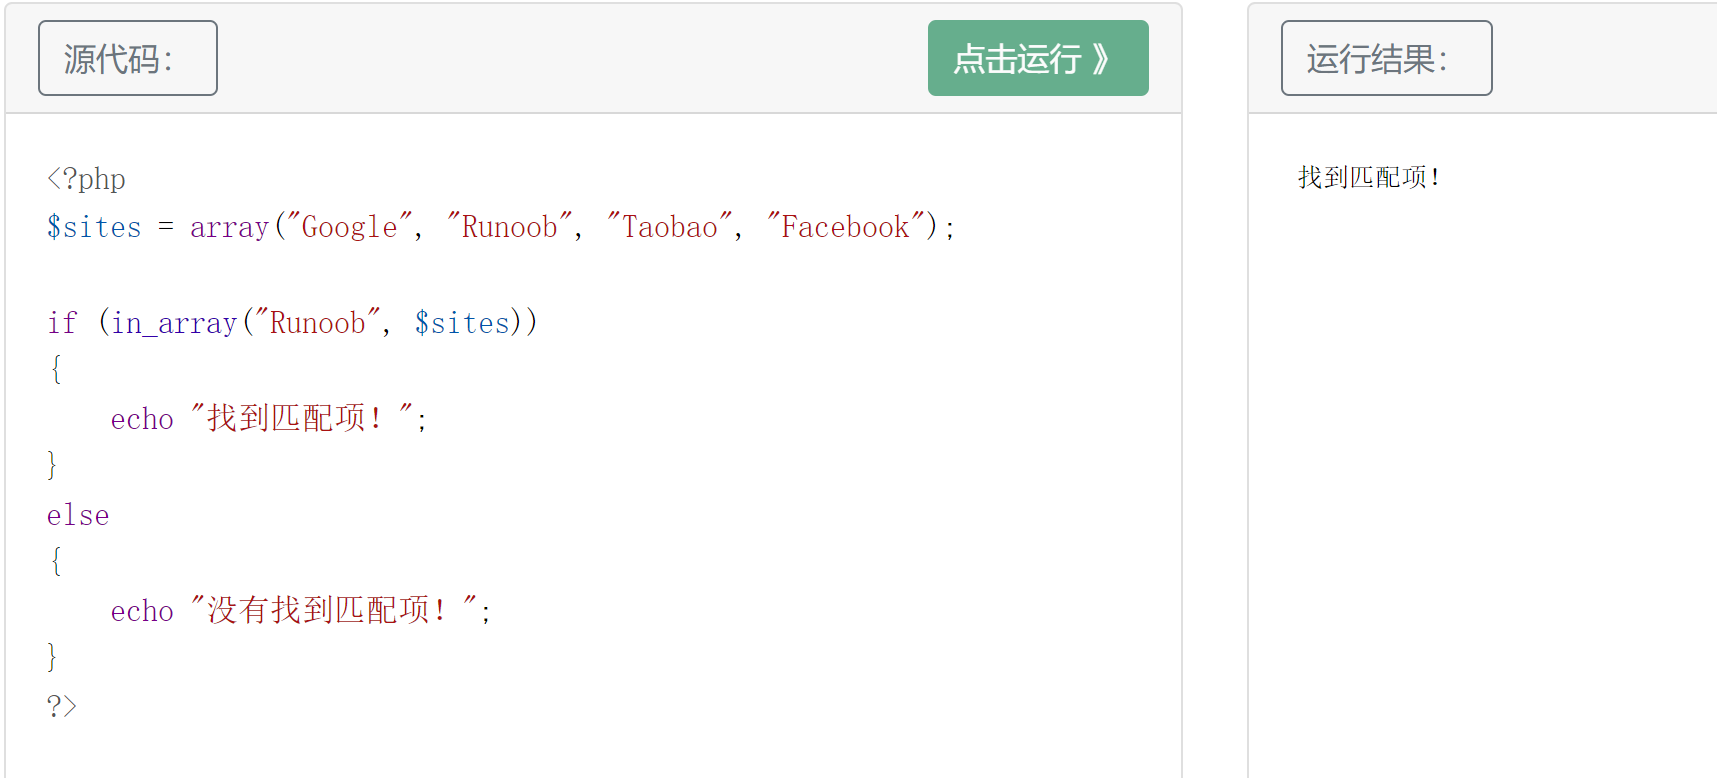 源代码：
点击运行 》
<?php
$sites = array("Google", "Runoob", "Taobao", "Facebook");
if (in_array("Runoob", $sites))
{
    echo "找到匹配项！";
}
else
{
    echo "没有找到匹配项！";
}
?>
运行结果：
找到匹配项！